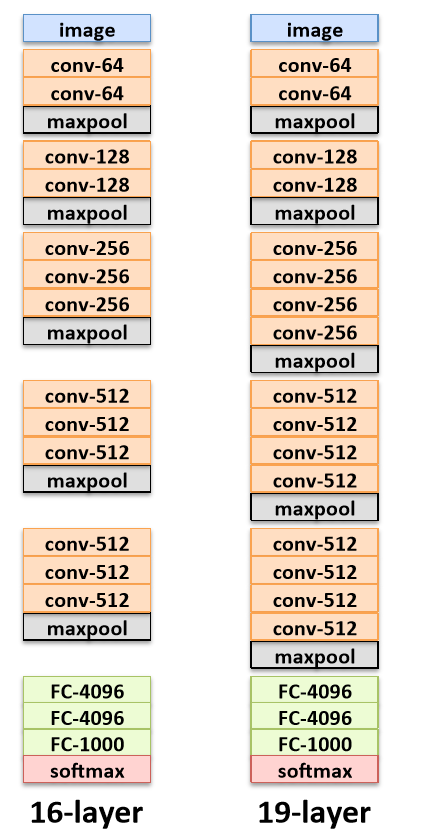 image
conv-64
conv-64
maxpool
conv-128
conv-128
maxpool
conv-256
conv-256
conv-256
maxpool
conv-512
conv-512
conv-512
maxpool
conv-512
conv-512
conv-512
maxpool
FC-4096
FC-4096
FC-1000
softmax
16-layer
image
conv-64
conv-64
maxpool
conv-128
conv-128
maxpool
conv-256
conv-256
conv-256
conv-256
maxpool
conv-512
conv-512
conv-512
conv-512
maxpool
conv-512
conv-512
conv-512
conv-512
maxpool
FC-4096
FC-4096
FC-1000
softmax
19-layer